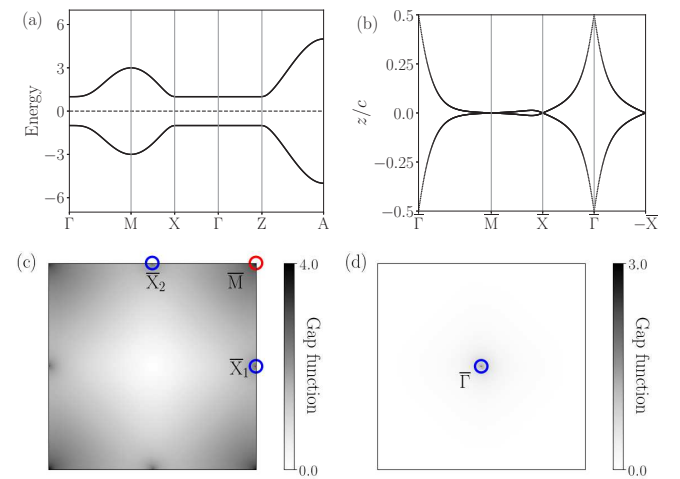 (a)
Energy
6
3
0
−3
−6
Γ M X Γ Z A
(b)
z/c
0.5
0.25
0.0
−0.25
−0.5
Γ̅ M̅ X̅ Γ̅ −X̅
(c)
X̅₂
M̅
X̅₁
4.0
Gap function
0.0
(d)
Γ̅
3.0
Gap function
0.0